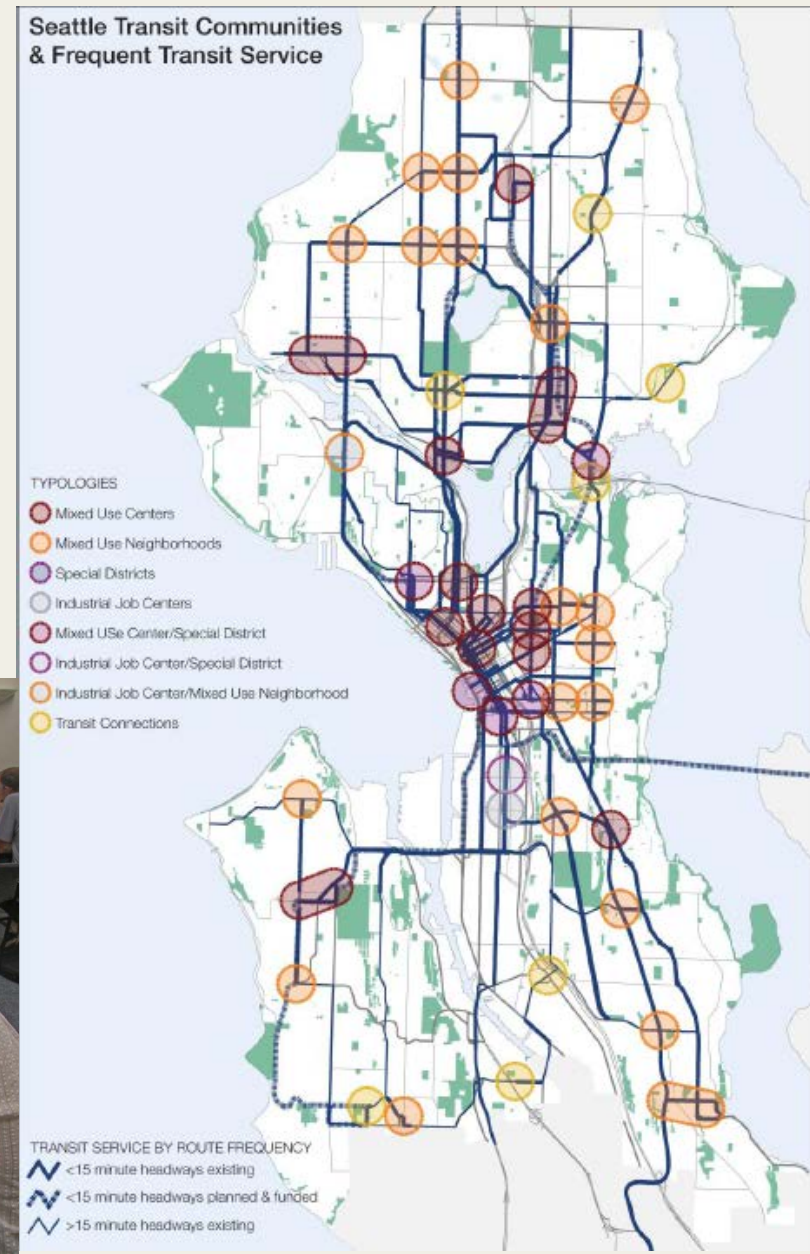 Seattle Transit Communities
& Frequent Transit Service
TYPOLOGIES
Mixed Use Centers
Mixed Use Neighborhoods
Special Districts
Industrial Job Centers
Mixed USe Center/Special District
Industrial Job Center/Special District
Industrial Job Center/Mixed Use Neighborhood
Transit Connections
TRANSIT SERVICE BY ROUTE FREQUENCY
<15 minute headways existing
<15 minute headways planned & funded
>15 minute headways existing